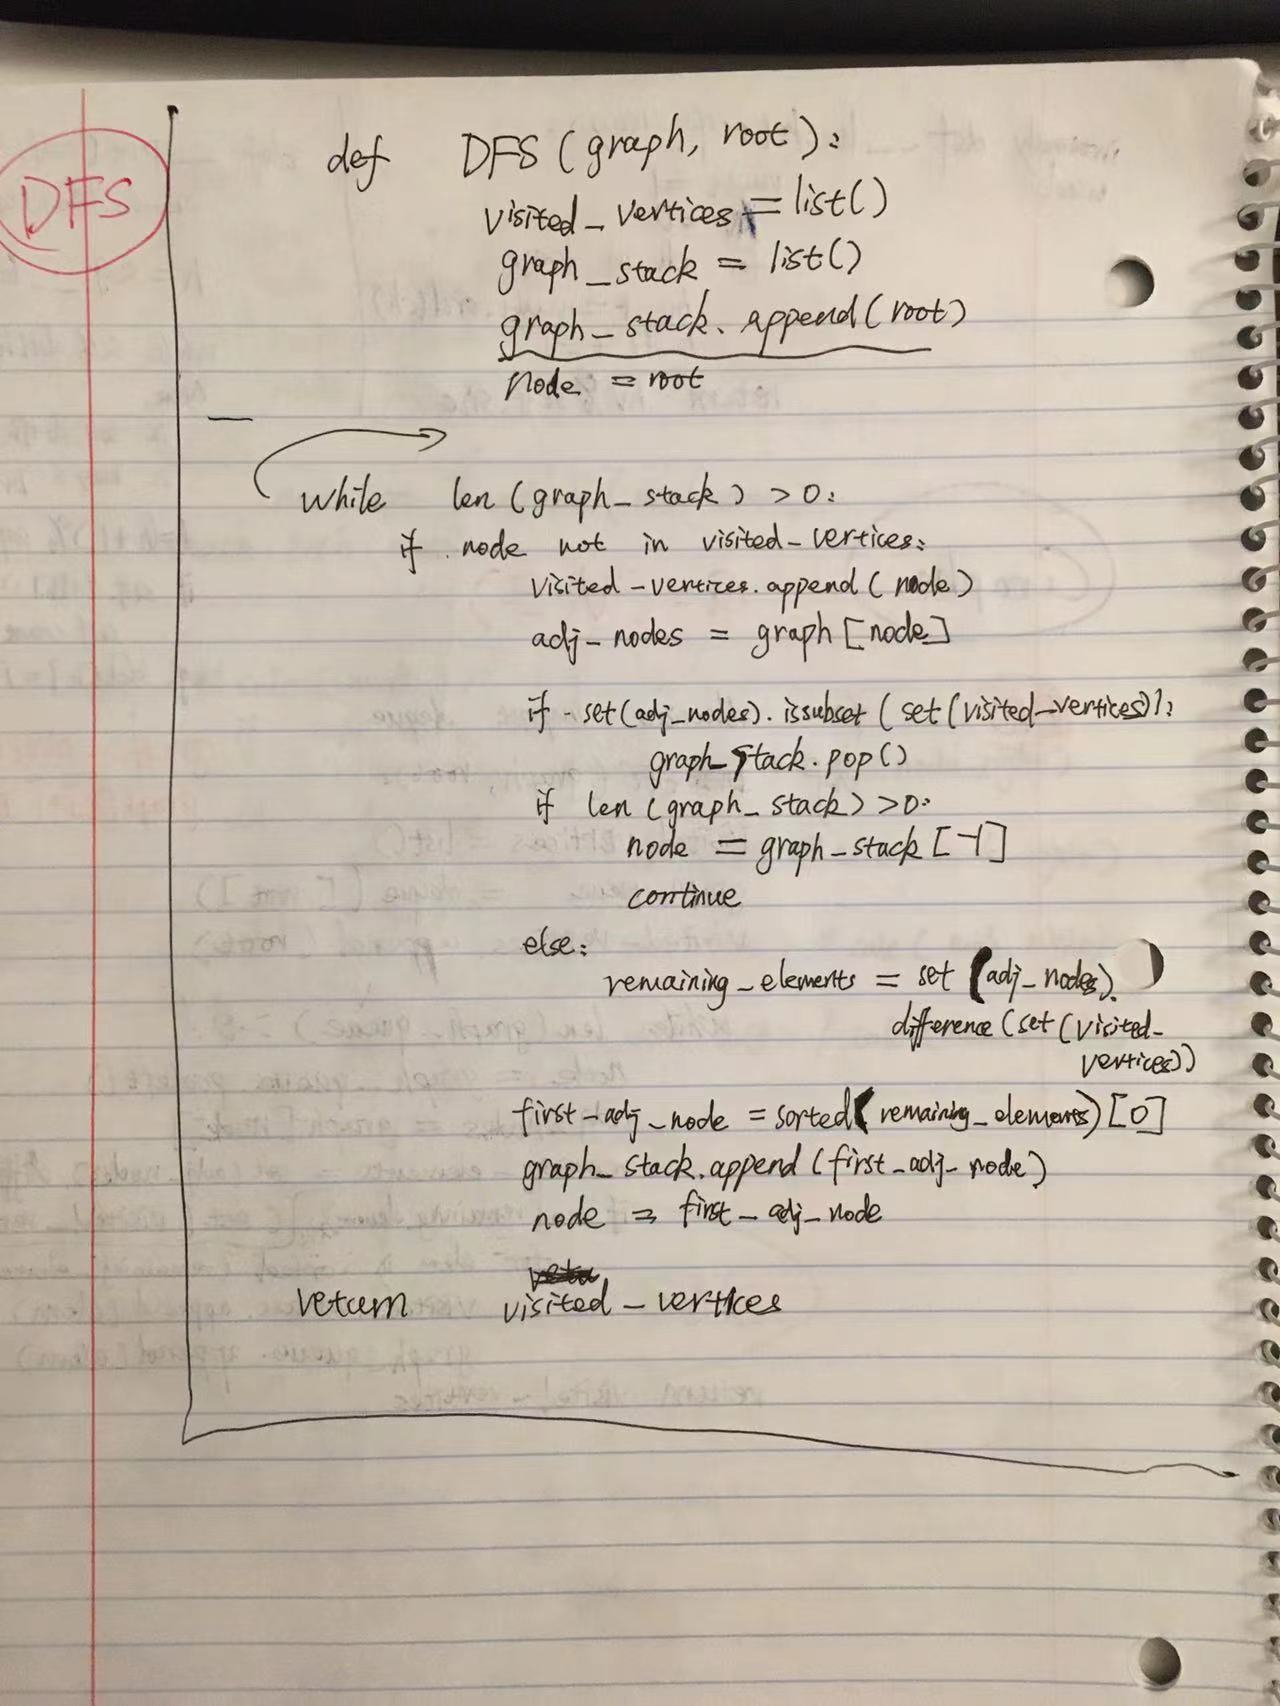 DFS
def DFS (graph, root):
visited_vertices = list()
graph_stack = list()
graph_stack.append(root)
node = root
while len (graph_stack) >0:
if node not in visited_vertices:
visited_vertices.append(node)
adj_nodes = graph[node]
if set(adj_nodes).issubset(set(visited_vertices)):
graph_stack.pop()
if len(graph_stack)>0:
node = graph_stack[-1]
continue
else:
remaining_elements = set(adj_nodes).
difference(set(visited_
vertices))
first_adj_node = sorted(remaining_elements)[0]
graph_stack.append(first_adj_node)
node = first_adj_node
return visited_vertices